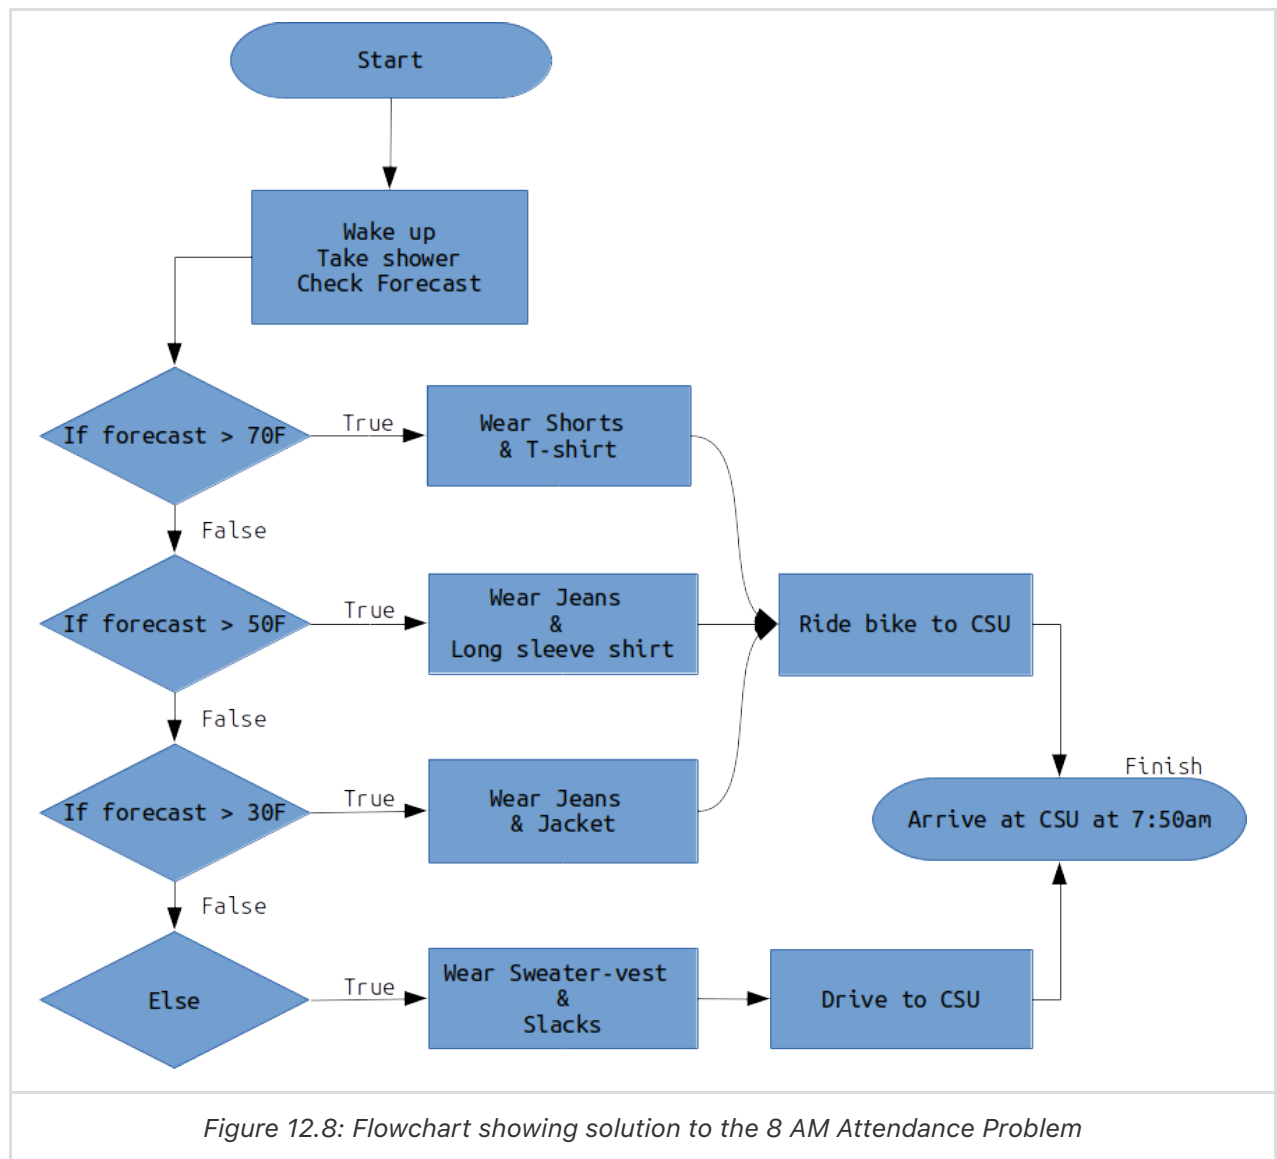 Start
Wake up
Take shower
Check Forecast
If forecast > 70F
True
Wear Shorts
& T-shirt
False
If forecast > 50F
True
Wear Jeans
&
Long sleeve shirt
Ride bike to CSU
False
If forecast > 30F
True
Wear Jeans
& Jacket
Finish
Arrive at CSU at 7:50am
False
Else
True
Wear Sweater-vest
&
Slacks
Drive to CSU
Figure 12.8: Flowchart showing solution to the 8 AM Attendance Problem